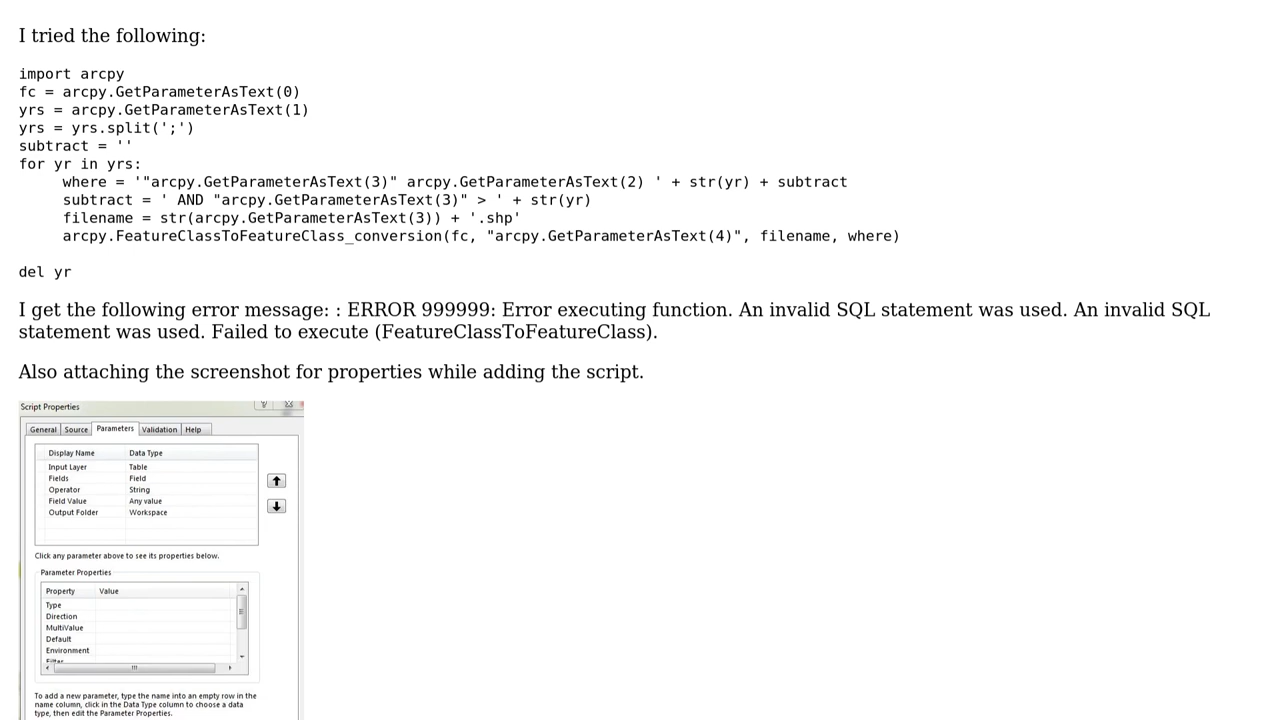 I tried the following:
import arcpy
fc = arcpy.GetParameterAsText(0)
yrs = arcpy.GetParameterAsText(1)
yrs = yrs.split(';')
subtract = ''
for yr in yrs:
     where = '"arcpy.GetParameterAsText(3)" arcpy.GetParameterAsText(2) ' + str(yr) + subtract
     subtract = ' AND "arcpy.GetParameterAsText(3)" > ' + str(yr)
     filename = str(arcpy.GetParameterAsText(3)) + '.shp'
     arcpy.FeatureClassToFeatureClass_conversion(fc, "arcpy.GetParameterAsText(4)", filename, where)
del yr
I get the following error message: : ERROR 999999: Error executing function. An invalid SQL statement was used. An invalid SQL
statement was used. Failed to execute (FeatureClassToFeatureClass).
Also attaching the screenshot for properties while adding the script.
Script Properties
General Source Parameters Validation Help
Display Name Data Type
Input Layer Table
Fields Field
Operator String
Field Value Any value
Output Folder Workspace
Click any parameter above to see its properties below.
Parameter Properties
Property Value
Type
Direction
MultiValue
Default
Environment
Filter
To add a new parameter, type the name into an empty row in the
name column, click in the Data Type column to choose a data
type, then edit the Parameter Properties.